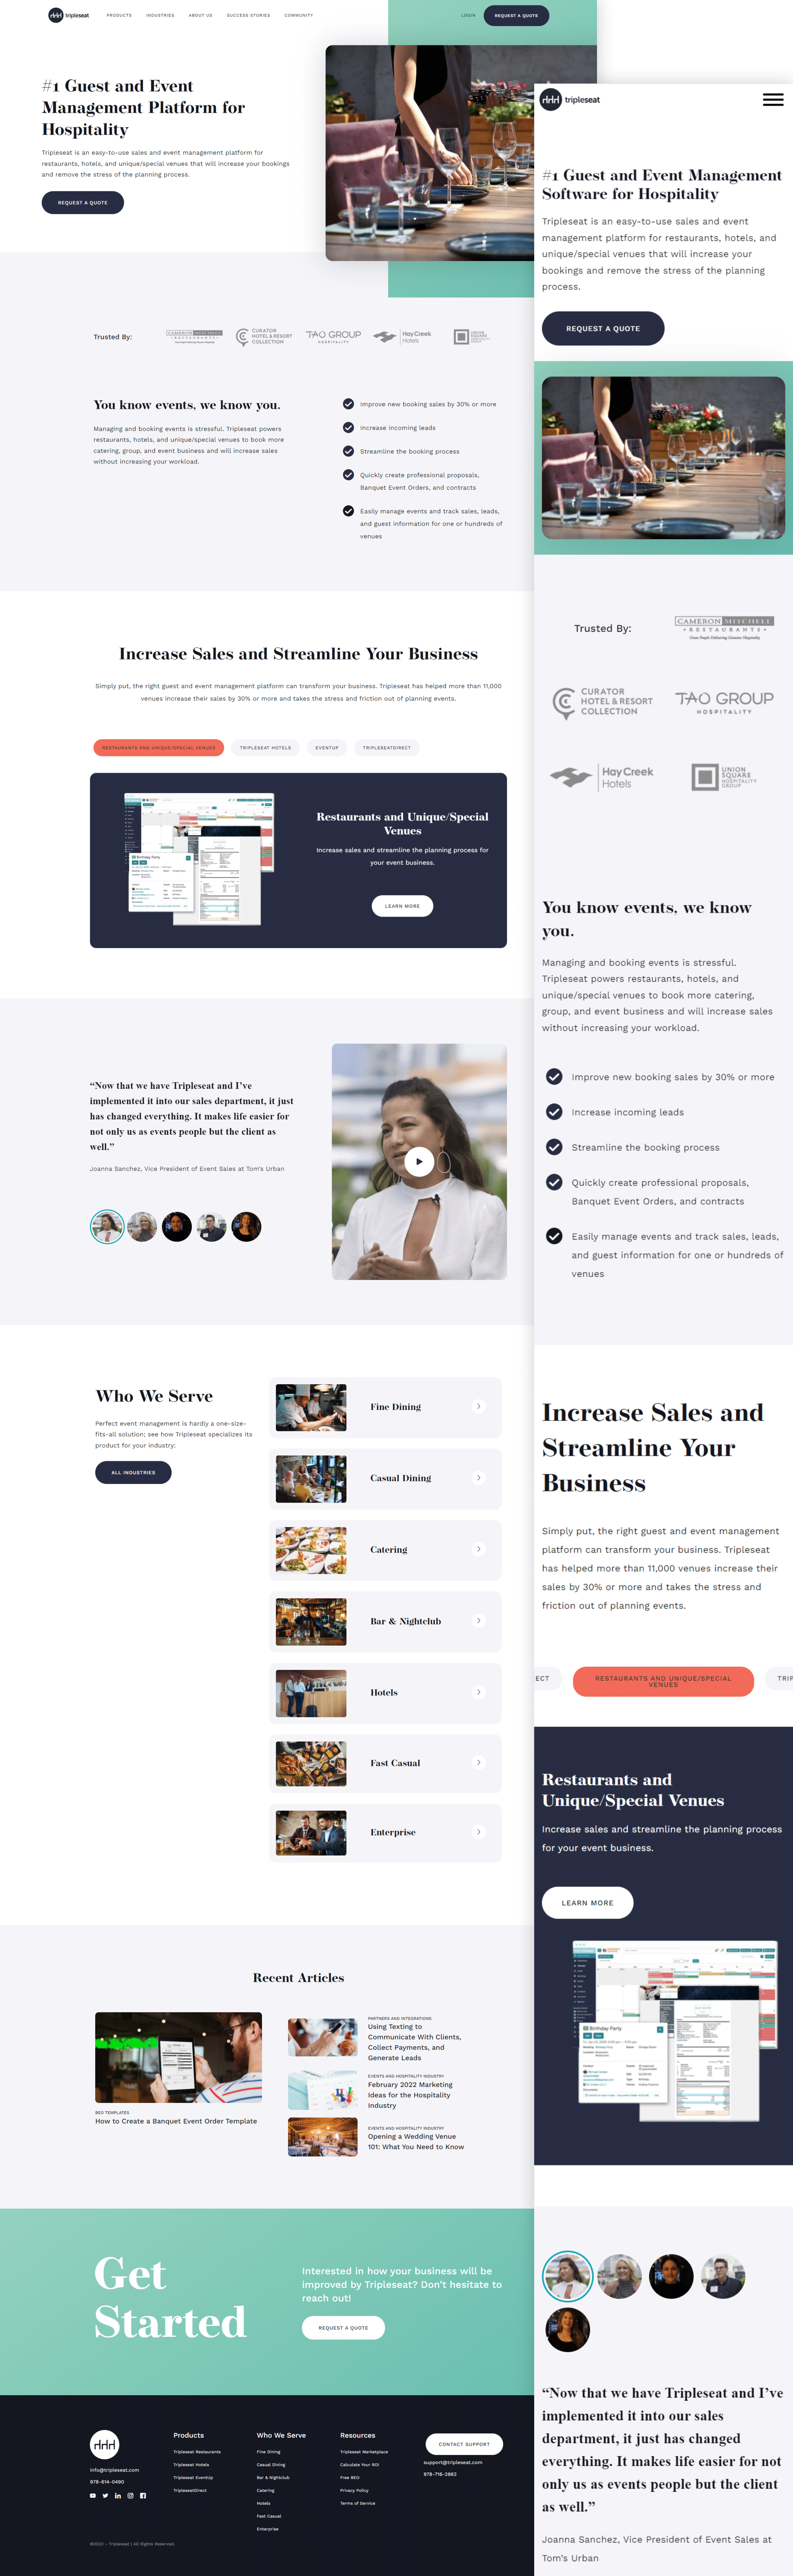 tripleseat
PRODUCTS
INDUSTRIES
ABOUT US
SUCCESS STORIES
COMMUNITY
LOGIN
REQUEST A QUOTE
#1 Guest and Event
Management Platform for
Hospitality
Tripleseat is an easy-to-use sales and event management platform for
restaurants, hotels, and unique/special venues that will increase your bookings
and remove the stress of the planning process.
REQUEST A QUOTE
Trusted By:
CAMERON MITCHELL
RESTAURANTS
CURATOR
HOTEL & RESORT
COLLECTION
TAO GROUP
HOSPITALITY
HayCreek
Hotels
UNION
SQUARE
HOSPITALITY
GROUP
You know events, we know you.
Managing and booking events is stressful. Tripleseat powers
restaurants, hotels, and unique/special venues to book more
catering, group, and event business and will increase sales
without increasing your workload.
Improve new booking sales by 30% or more
Increase incoming leads
Streamline the booking process
Quickly create professional proposals,
Banquet Event Orders, and contracts
Easily manage events and track sales, leads,
and guest information for one or hundreds of
venues
Increase Sales and Streamline Your Business
Simply put, the right guest and event management platform can transform your business. Tripleseat has helped more than 11,000
venues increase their sales by 30% or more and takes the stress and friction out of planning events.
RESTAURANTS AND UNIQUE/SPECIAL VENUES
TRIPLESEAT HOTELS
EVENTUP
TRIPLESEATDIRECT
Birthday Party
Restaurants and Unique/Special
Venues
Increase sales and streamline the planning process for
your event business.
LEARN MORE
“Now that we have Tripleseat and I’ve
implemented it into our sales department, it just
has changed everything. It makes life easier for
not only us as events people but the client as
well.”
Joanna Sanchez, Vice President of Event Sales at Tom’s Urban
Who We Serve
Perfect event management is hardly a one-size-
fits-all solution; see how Tripleseat specializes its
product for your industry:
ALL INDUSTRIES
Fine Dining
Casual Dining
Catering
Bar & Nightclub
Hotels
Fast Casual
Enterprise
Recent Articles
BEO TEMPLATES
How to Create a Banquet Event Order Template
PARTNERS AND INTEGRATIONS
Using Texting to
Communicate With Clients,
Collect Payments, and
Generate Leads
EVENTS AND HOSPITALITY INDUSTRY
February 2022 Marketing
Ideas for the Hospitality
Industry
EVENTS AND HOSPITALITY INDUSTRY
Opening a Wedding Venue
101: What You Need to Know
Get
Started
Interested in how your business will be
improved by Tripleseat? Don’t hesitate to
reach out!
REQUEST A QUOTE
info@tripleseat.com
978-614-0490
Products
Tripleseat Restaurants
Tripleseat Hotels
Tripleseat EventUp
TripleseatDirect
Who We Serve
Fine Dining
Casual Dining
Bar & Nightclub
Catering
Hotels
Fast Casual
Enterprise
Resources
Tripleseat Marketplace
Calculate Your ROI
Free BEO
Privacy Policy
Terms of Service
CONTACT SUPPORT
support@tripleseat.com
©2022 - Tripleseat | All Rights Reserved.
tripleseat
#1 Guest and Event Management
Software for Hospitality
Tripleseat is an easy-to-use sales and event
management platform for restaurants, hotels, and
unique/special venues that will increase your
bookings and remove the stress of the planning
process.
REQUEST A QUOTE
Trusted By:
CAMERON MITCHELL
RESTAURANTS
Great People Delivering Genuine Hospitality
CURATOR
HOTEL & RESORT
COLLECTION
TAO GROUP
HOSPITALITY
HayCreek
Hotels
UNION
SQUARE
HOSPITALITY
GROUP
You know events, we know
you.
Managing and booking events is stressful.
Tripleseat powers restaurants, hotels, and
unique/special venues to book more catering,
group, and event business and will increase sales
without increasing your workload.
Improve new booking sales by 30% or more
Increase incoming leads
Streamline the booking process
Quickly create professional proposals,
Banquet Event Orders, and contracts
Easily manage events and track sales, leads,
and guest information for one or hundreds of
venues
Increase Sales and
Streamline Your
Business
Simply put, the right guest and event management
platform can transform your business. Tripleseat
has helped more than 11,000 venues increase their
sales by 30% or more and takes the stress and
friction out of planning events.
ECT
RESTAURANTS AND UNIQUE/SPECIAL
VENUES
TRIP
Restaurants and
Unique/Special Venues
Increase sales and streamline the planning process
for your event business.
LEARN MORE
Birthday Party
“Now that we have Tripleseat and I’ve
implemented it into our sales
department, it just has changed
everything. It makes life easier for not
only us as events people but the client
as well.”
Joanna Sanchez, Vice President of Event Sales at
Tom’s Urban